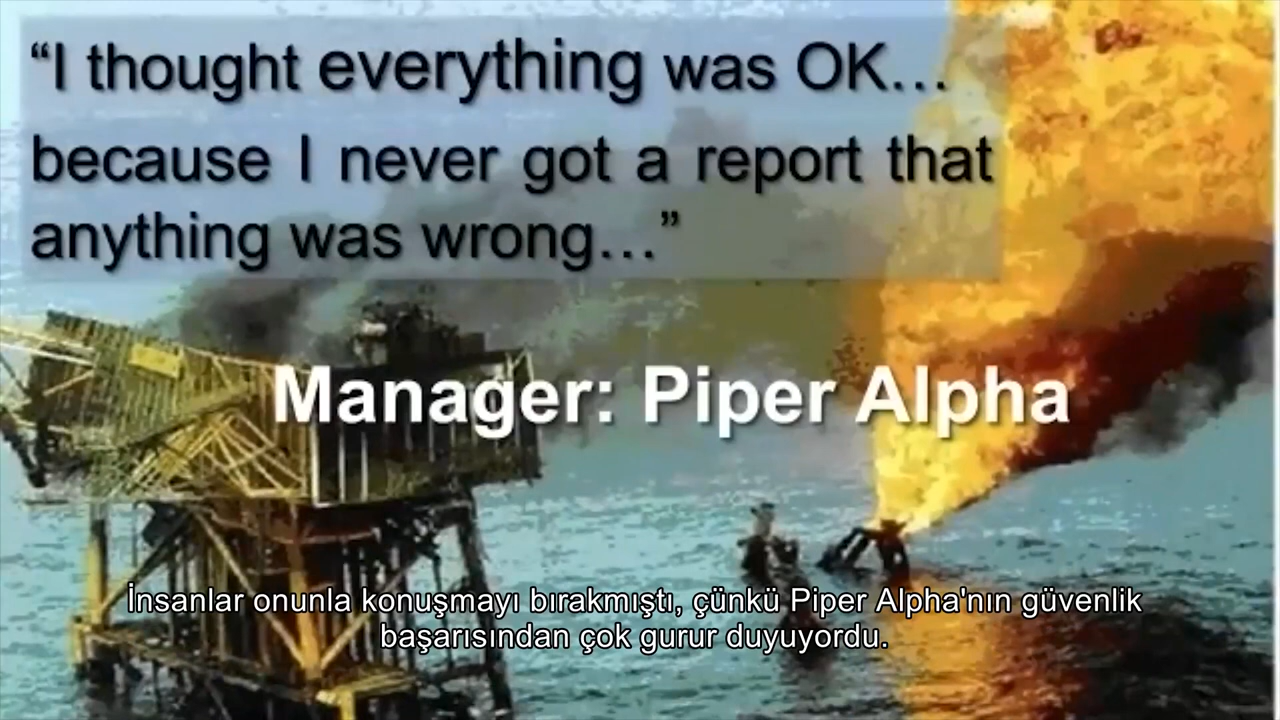 “I thought everything was OK…
because I never got a report that
anything was wrong…”
Manager: Piper Alpha
İnsanlar onunla konuşmayı bırakmıştı, çünkü Piper Alpha'nın güvenlik
başarısından çok gurur duyuyordu.